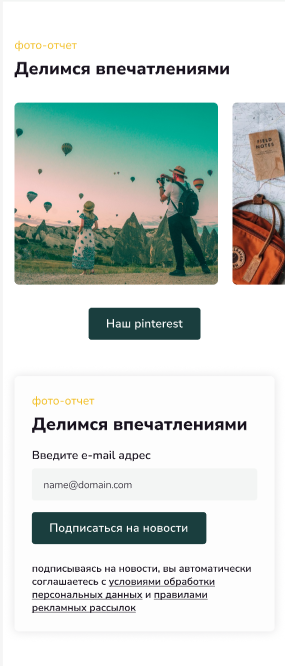 фото-отчет
Делимся впечатлениями
FIELD
NOTES
Наш pinterest
фото-отчет
Делимся впечатлениями
Введите e-mail адрес
name@domain.com
Подписаться на новости
подписываясь на новости, вы автоматически
соглашаетесь с условиями обработки
персональных данных и правилами
рекламных рассылок